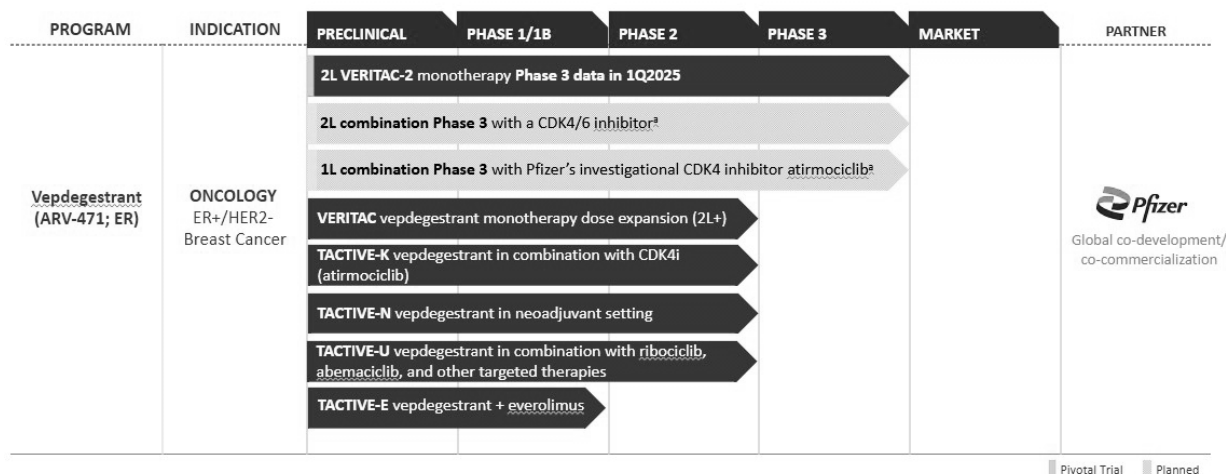 PROGRAM INDICATION PRECLINICAL PHASE 1/1B PHASE 2 PHASE 3 MARKET PARTNER
2L VERITAC-2 monotherapy Phase 3 data in 1Q2025
2L combination Phase 3 with a CDK4/6 inhibitorª
1L combination Phase 3 with Pfizer’s investigational CDK4 inhibitor atirmociclibª
Vepdegestrant
(ARV-471; ER)
ONCOLOGY
ER+/HER2-
Breast Cancer
VERITAC vepdegestrant monotherapy dose expansion (2L+)
TACTIVE-K vepdegestrant in combination with CDK4i
(atirmociclib)
TACTIVE-N vepdegestrant in neoadjuvant setting
TACTIVE-U vepdegestrant in combination with ribociclib,
abemaciclib, and other targeted therapies
TACTIVE-E vepdegestrant + everolimus
Pfizer
Global co-development/
co-commercialization
Pivotal Trial Planned